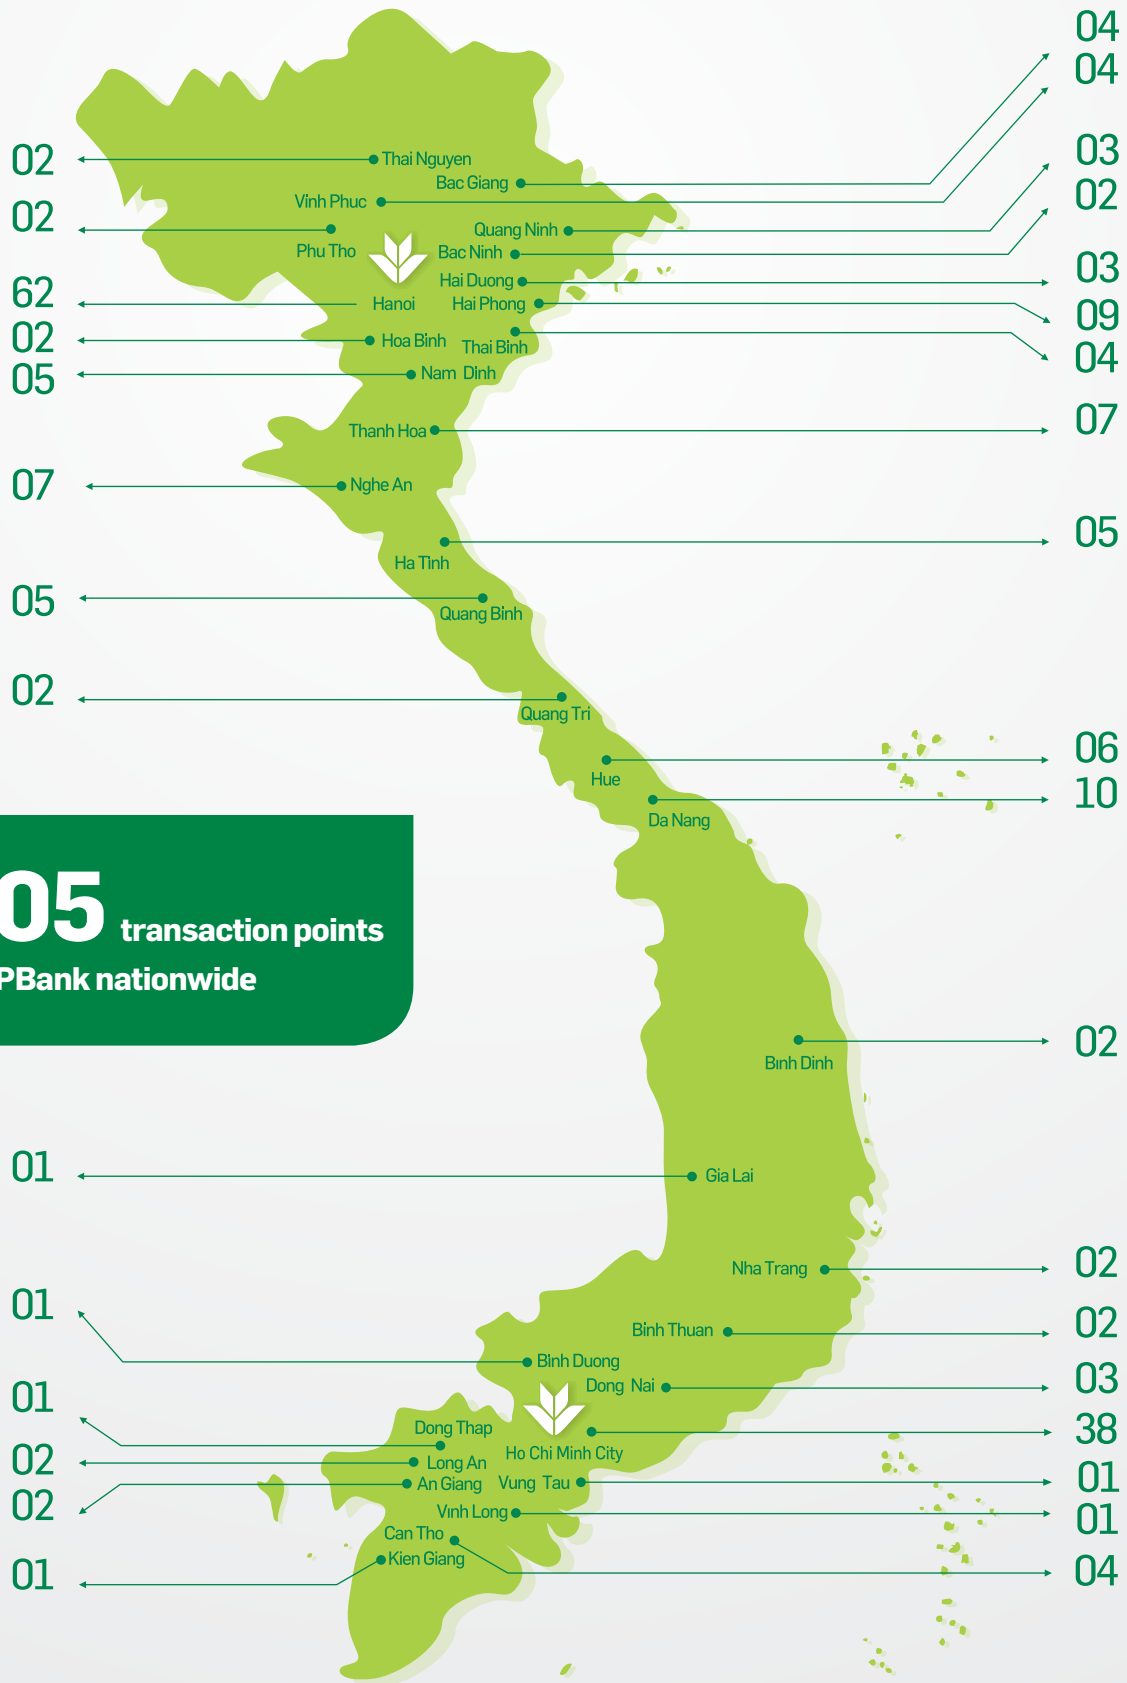 04
04
02
Thai Nguyen
03
Bac Giang
Vinh Phuc
02
02
Quang Ninh
Phu Tho
Bac Ninh
03
Hai Duong
62
Hanoi
Hai Phong
09
02
Hoa Binh
Thai Binh
04
05
Nam Dinh
07
Thanh Hoa
07
Nghe An
05
Ha Tinh
05
Quang Binh
02
Quang Tri
06
Hue
10
Da Nang
05 transaction points
PBank nationwide
02
Binh Dinh
01
Gia Lai
02
Nha Trang
01
02
Binh Thuan
Binh Duong
03
Dong Nai
01
38
Dong Thap
Ho Chi Minh City
02
Long An
01
An Giang
Vung Tau
02
Vinh Long
01
Can Tho
Kien Giang
01
04